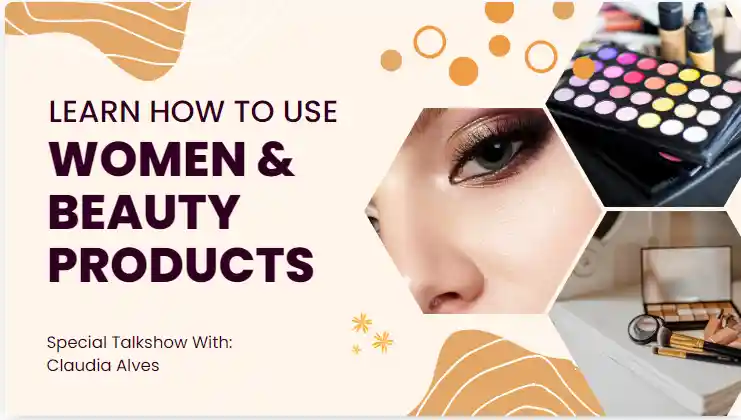 LEARN HOW TO USE
WOMEN &
BEAUTY
PRODUCTS
Special Talkshow With:
Claudia Alves